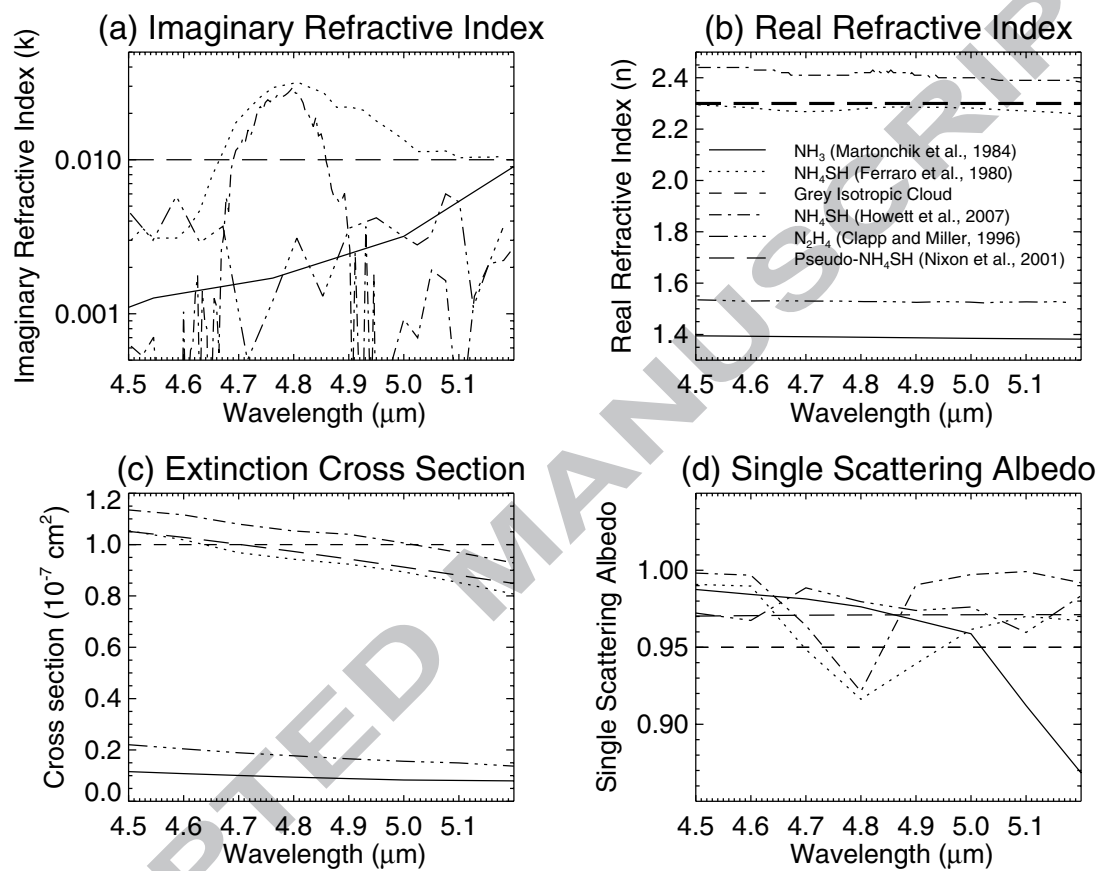 (a) Imaginary Refractive Index
Imaginary Refractive Index (k)
0.010
0.001
4.5 4.6 4.7 4.8 4.9 5.0 5.1
Wavelength (μm)
(b) Real Refractive Index
Real Refractive Index (n)
2.4
2.2
2.0
1.8
1.6
1.4
NH₃ (Martonchik et al., 1984)
NH₄SH (Ferraro et al., 1980)
Grey Isotropic Cloud
NH₄SH (Howett et al., 2007)
N₂H₄ (Clapp and Miller, 1996)
Pseudo-NH₄SH (Nixon et al., 2001)
4.5 4.6 4.7 4.8 4.9 5.0 5.1
Wavelength (μm)
(c) Extinction Cross Section
Cross section (10⁻⁷ cm²)
1.2
1.0
0.8
0.6
0.4
0.2
0.0
4.5 4.6 4.7 4.8 4.9 5.0 5.1
Wavelength (μm)
(d) Single Scattering Albedo
Single Scattering Albedo
1.00
0.95
0.90
4.5 4.6 4.7 4.8 4.9 5.0 5.1
Wavelength (μm)
PTED MANUSCRIP